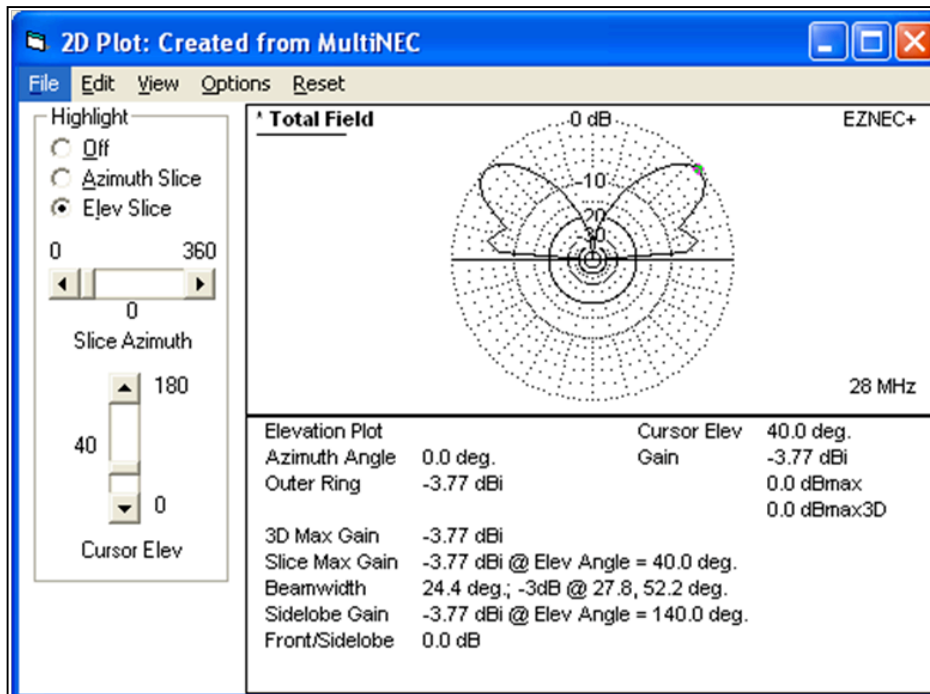 2D Plot: Created from MultiNEC
File Edit View Options Reset
Highlight
Off
Azimuth Slice
Elev Slice
0 360
0
Slice Azimuth
180
40
0
Cursor Elev
* Total Field
0 dB
EZNEC+
-10
-20
-30
28 MHz
Elevation Plot Cursor Elev 40.0 deg.
Azimuth Angle 0.0 deg. Gain -3.77 dBi
Outer Ring -3.77 dBi 0.0 dBmax
0.0 dBmax3D
3D Max Gain -3.77 dBi
Slice Max Gain -3.77 dBi @ Elev Angle = 40.0 deg.
Beamwidth 24.4 deg.; -3dB @ 27.8, 52.2 deg.
Sidelobe Gain -3.77 dBi @ Elev Angle = 140.0 deg.
Front/Sidelobe 0.0 dB